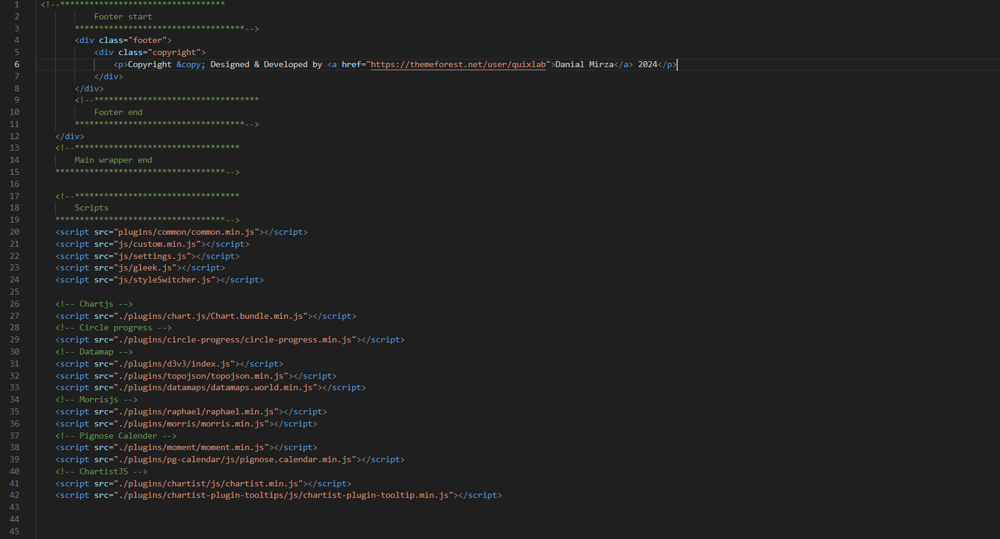 1 <!--**********************************
2 Footer start
3 ***********************************-->
4 <div class="footer">
5 <div class="copyright">
6 <p>Copyright &copy; Designed & Developed by <a href="https://themeforest.net/user/quixlab">Danial Mirza</a> 2024</p>
7 </div>
8 </div>
9 <!--**********************************
10 Footer end
11 ***********************************-->
12 </div>
13 <!--**********************************
14 Main wrapper end
15 ***********************************-->
16
17 <!--**********************************
18 Scripts
19 ***********************************-->
20 <script src="plugins/common/common.min.js"></script>
21 <script src="js/custom.min.js"></script>
22 <script src="js/settings.js"></script>
23 <script src="js/gleek.js"></script>
24 <script src="js/styleSwitcher.js"></script>
25
26 <!-- Chartjs -->
27 <script src="./plugins/chart.js/Chart.bundle.min.js"></script>
28 <!-- Circle progress -->
29 <script src="./plugins/circle-progress/circle-progress.min.js"></script>
30 <!-- Datamap -->
31 <script src="./plugins/d3v3/index.js"></script>
32 <script src="./plugins/topojson/topojson.min.js"></script>
33 <script src="./plugins/datamaps/datamaps.world.min.js"></script>
34 <!-- Morrisjs -->
35 <script src="./plugins/raphael/raphael.min.js"></script>
36 <script src="./plugins/morris/morris.min.js"></script>
37 <!-- Pignose Calender -->
38 <script src="./plugins/moment/moment.min.js"></script>
39 <script src="./plugins/pg-calendar/js/pignose.calendar.min.js"></script>
40 <!-- ChartistJS -->
41 <script src="./plugins/chartist/js/chartist.min.js"></script>
42 <script src="./plugins/chartist-plugin-tooltips/js/chartist-plugin-tooltip.min.js"></script>
43
44
45